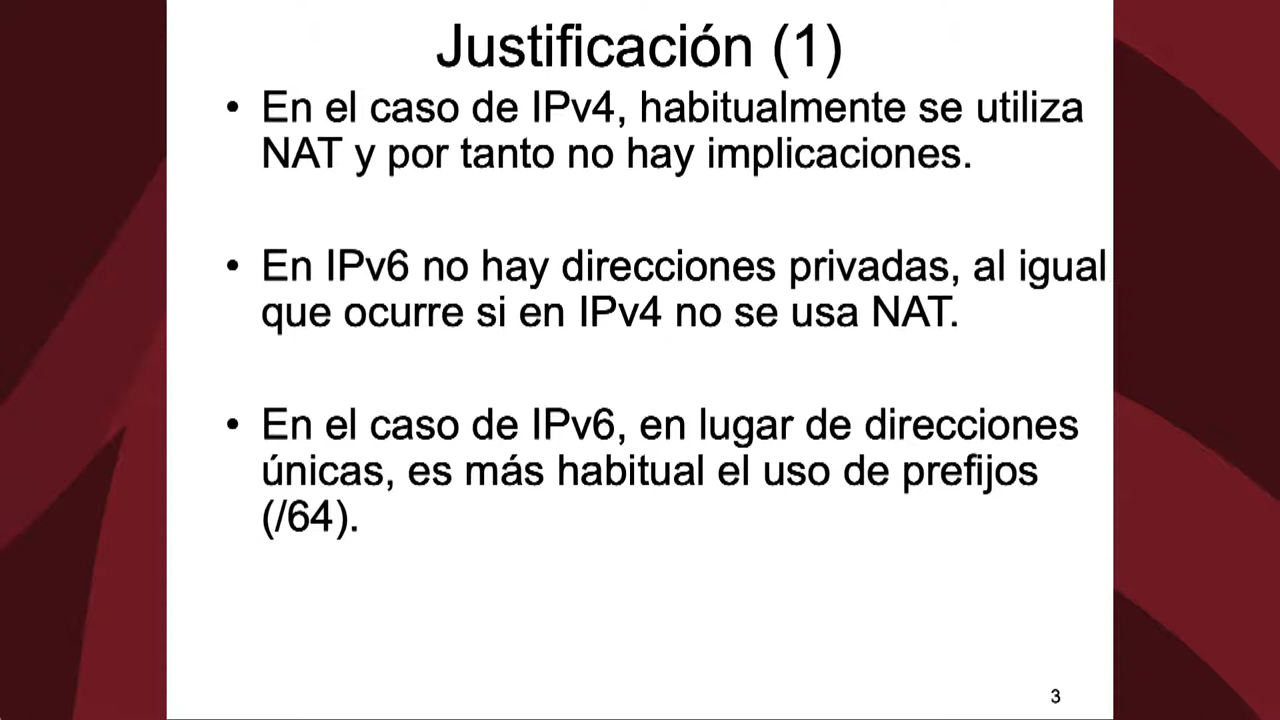 Justificación (1)
• En el caso de IPv4, habitualmente se utiliza
NAT y por tanto no hay implicaciones.
• En IPv6 no hay direcciones privadas, al igual
que ocurre si en IPv4 no se usa NAT.
• En el caso de IPv6, en lugar de direcciones
únicas, es más habitual el uso de prefijos
(/64).
3